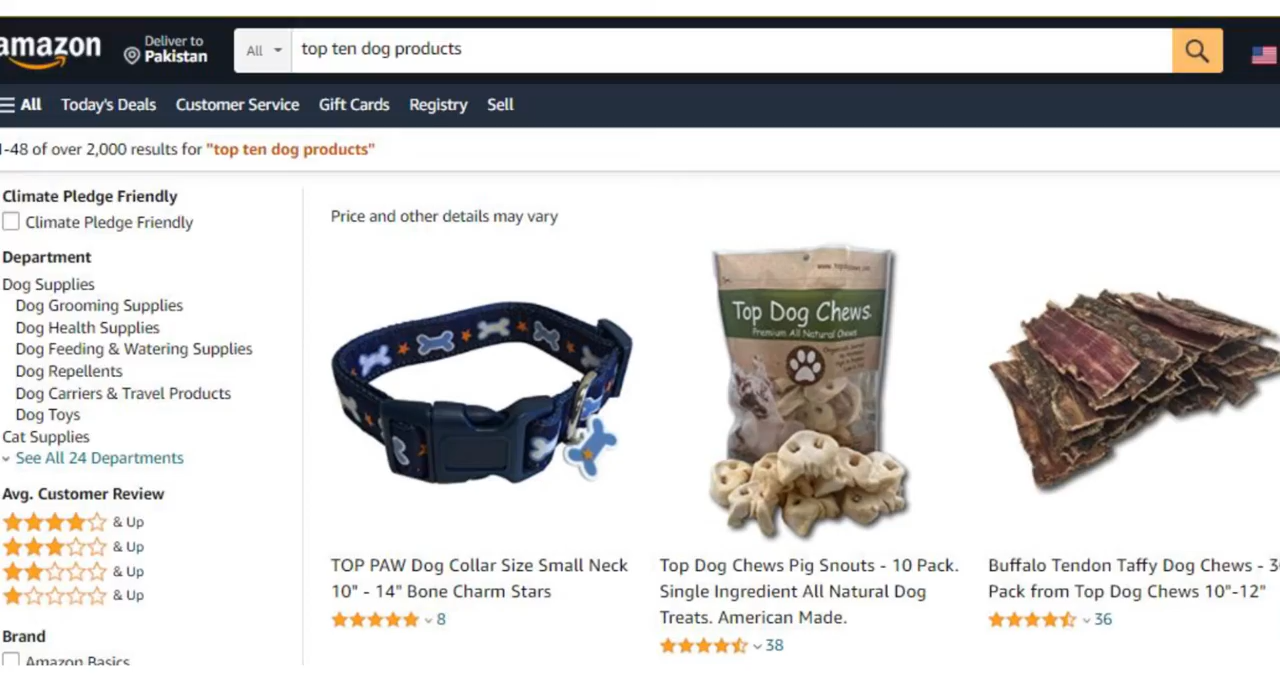 amazon
Deliver to
Pakistan
All
top ten dog products
All
Today's Deals
Customer Service
Gift Cards
Registry
Sell
1-48 of over 2,000 results for "top ten dog products"
Climate Pledge Friendly
Climate Pledge Friendly
Department
Dog Supplies
Dog Grooming Supplies
Dog Health Supplies
Dog Feeding & Watering Supplies
Dog Repellents
Dog Carriers & Travel Products
Dog Toys
Cat Supplies
See All 24 Departments
Avg. Customer Review
& Up
& Up
& Up
& Up
Brand
Amazon Basics
Price and other details may vary
Top Dog Chews
Premium All Natural Chews
TOP PAW Dog Collar Size Small Neck
10" - 14" Bone Charm Stars
8
Top Dog Chews Pig Snouts - 10 Pack.
Single Ingredient All Natural Dog
Treats. American Made.
38
Buffalo Tendon Taffy Dog Chews -
Pack from Top Dog Chews 10"-12"
36